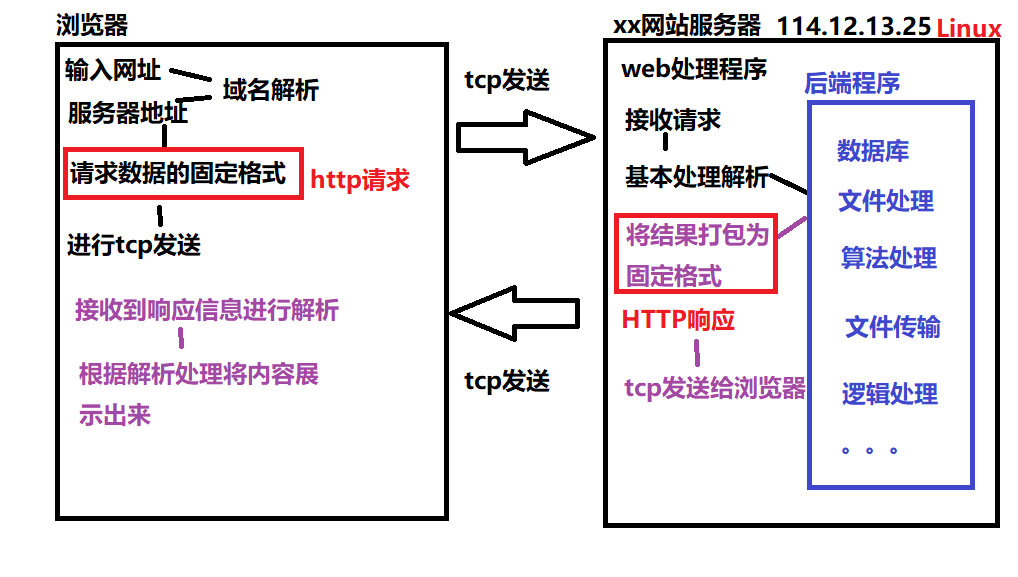 浏览器
输入网址
域名解析
服务器地址
请求数据的固定格式
http请求
进行tcp发送
接收到响应信息进行解析
根据解析处理将内容展
示出来
tcp发送
tcp发送
xx网站服务器 114.12.13.25 Linux
web处理程序
接收请求
基本处理解析
将结果打包为
固定格式
HTTP响应
tcp发送给浏览器
后端程序
数据库
文件处理
算法处理
文件传输
逻辑处理
。。。